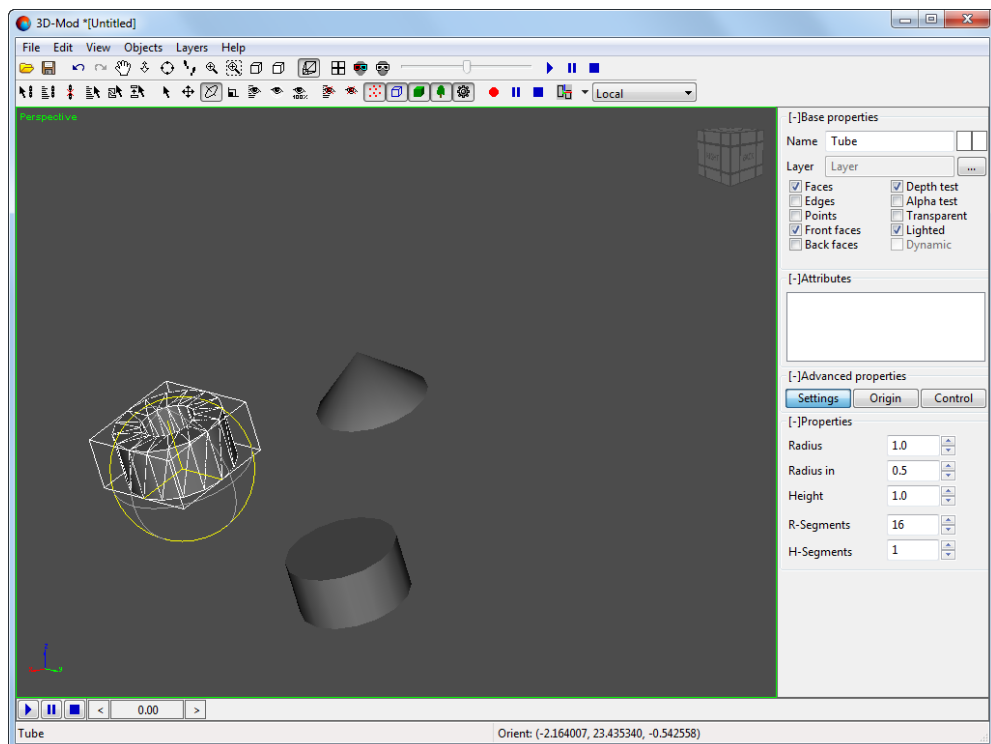 3D-Mod *[Untitled]
File Edit View Objects Layers Help
100%
Local
Perspective
[-]Base properties
Name Tube
Layer Layer ...
Faces Depth test
Edges Alpha test
Points Transparent
Front faces Lighted
Back faces Dynamic
[-]Attributes
[-]Advanced properties
Settings Origin Control
[-]Properties
Radius 1.0
Radius in 0.5
Height 1.0
R-Segments 16
H-Segments 1
z
y
< 0.00 >
Tube Orient: (-2.164007, 23.435340, -0.542558)